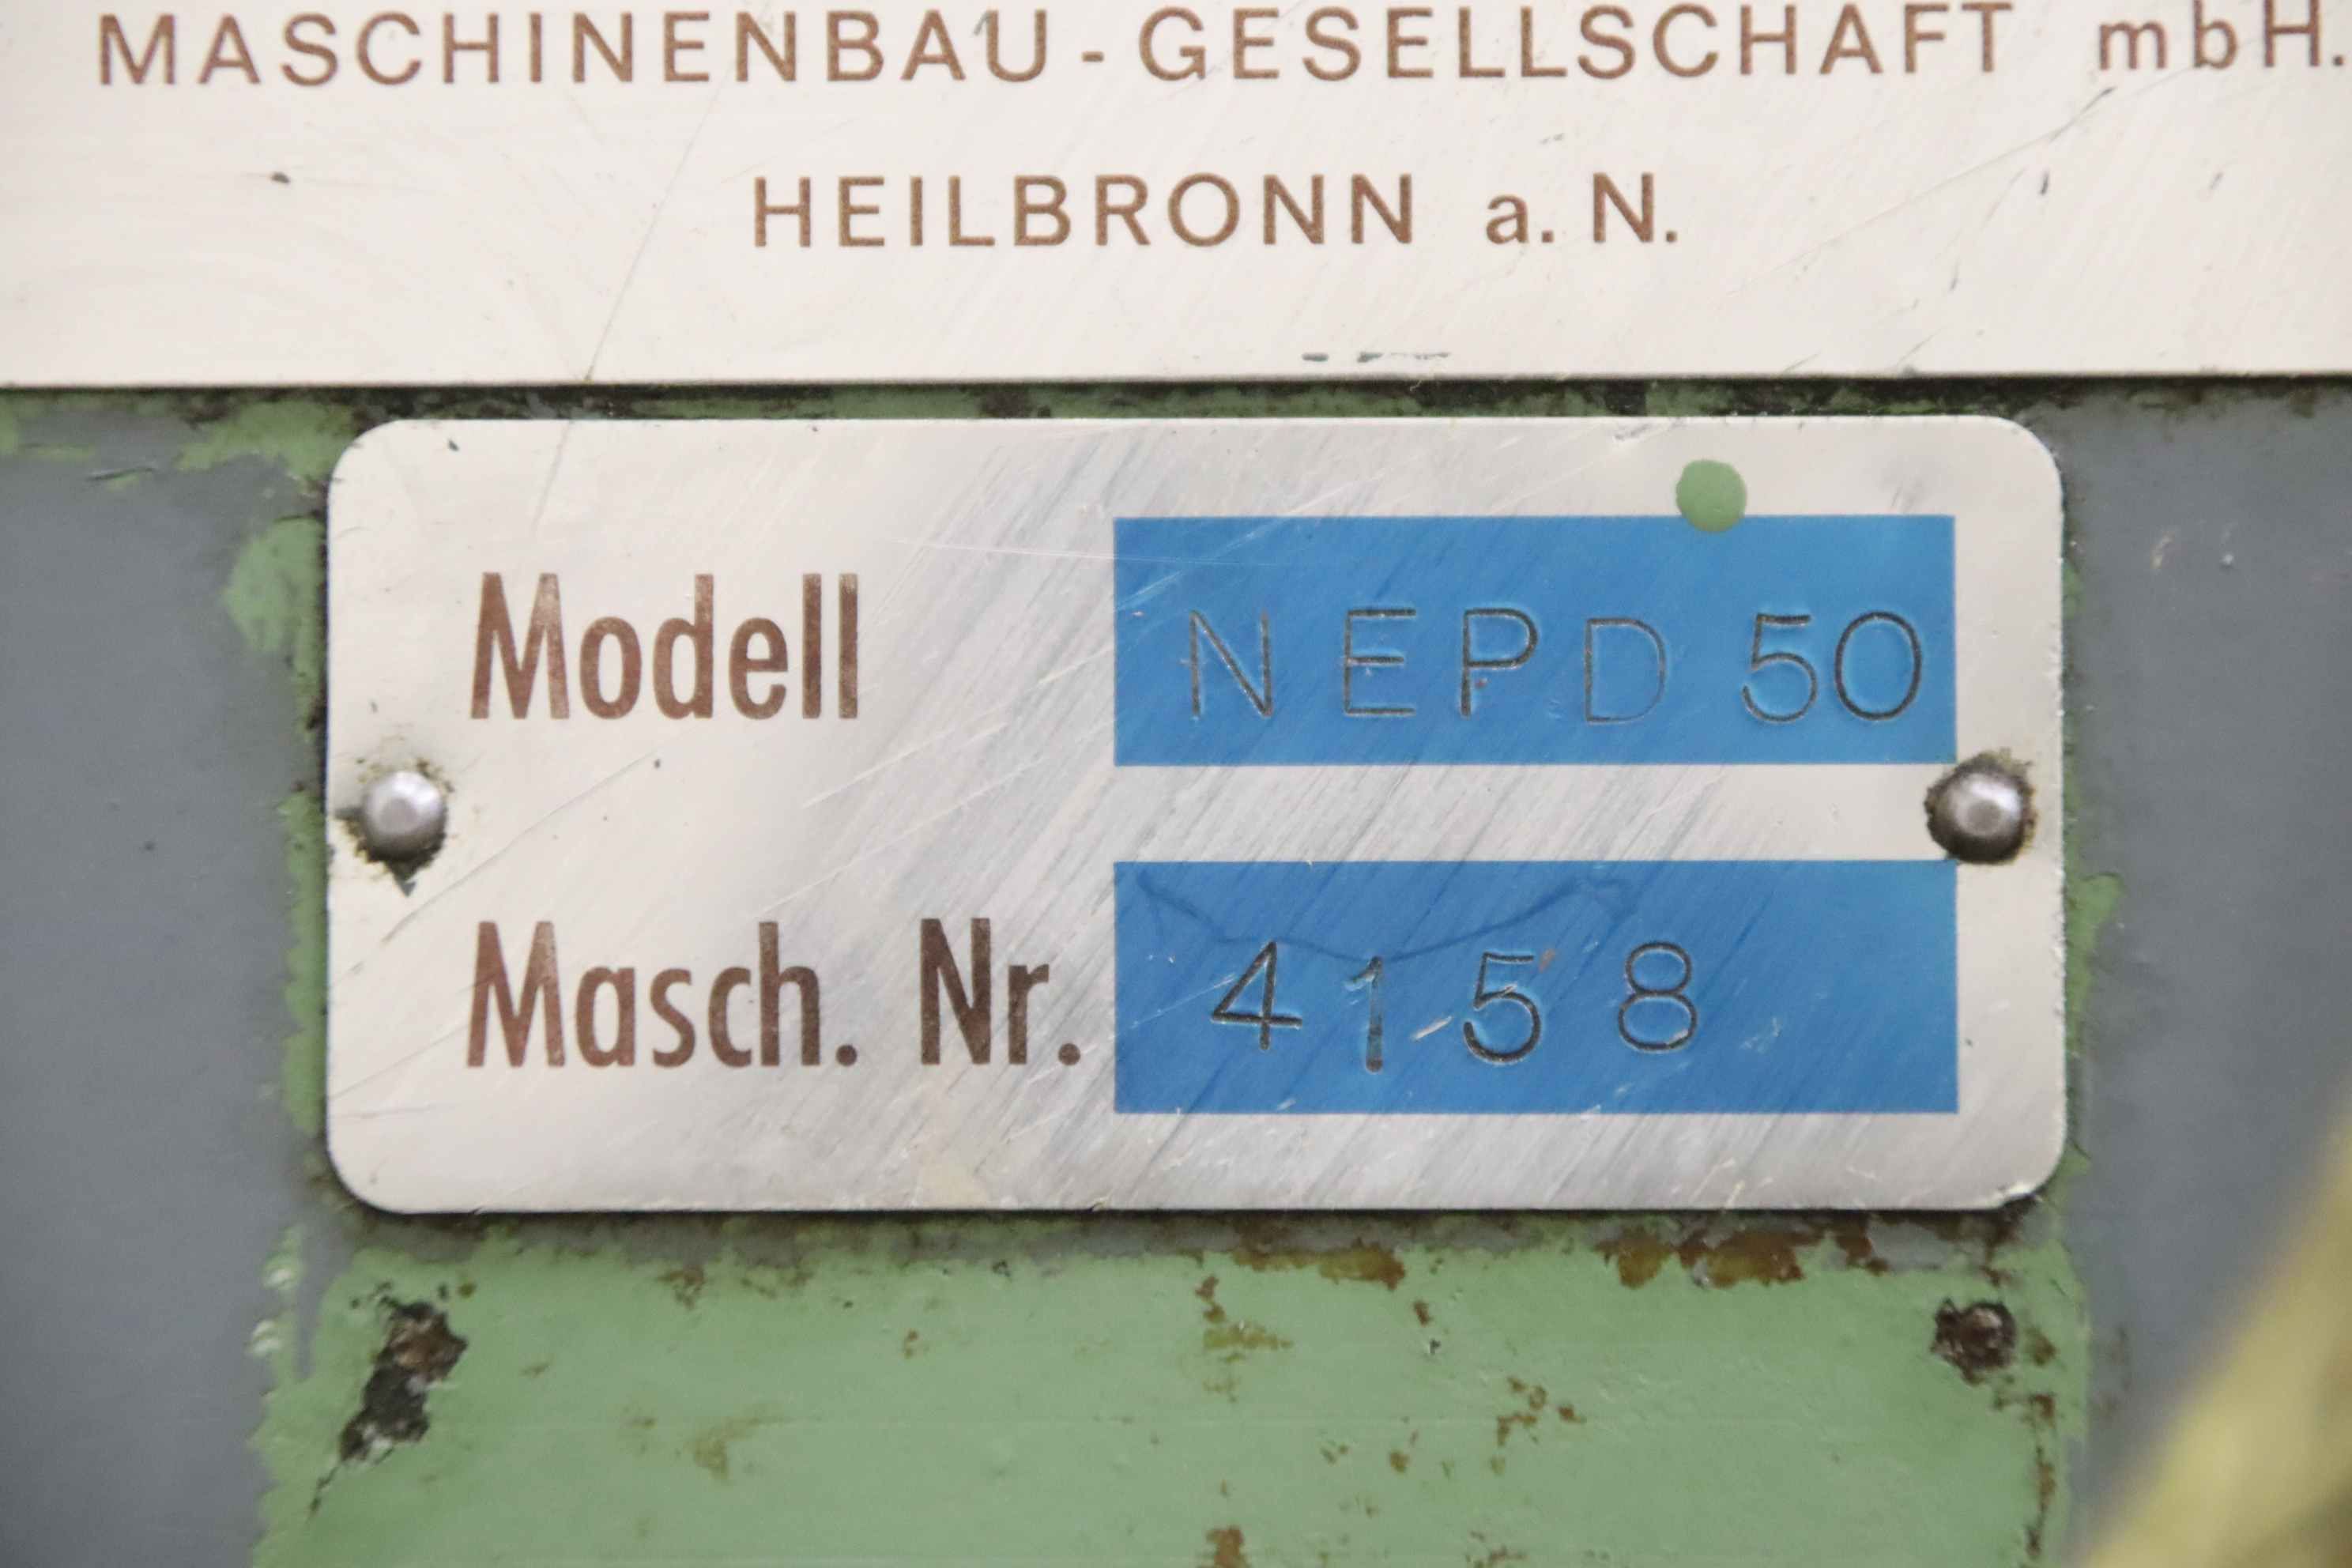 MASCHINENBAU-GESELLSCHAFT mbH.
HEILBRONN a. N.
Modell NEPD 50
Masch. Nr. 4158